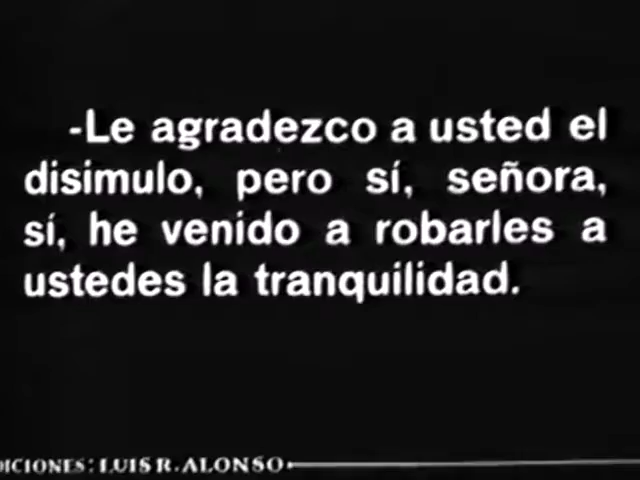 -Le agradezco a usted el
disimulo, pero sí, señora,
sí, he venido a robarles a
ustedes la tranquilidad.
DICIONES: LUIS R. ALONSO